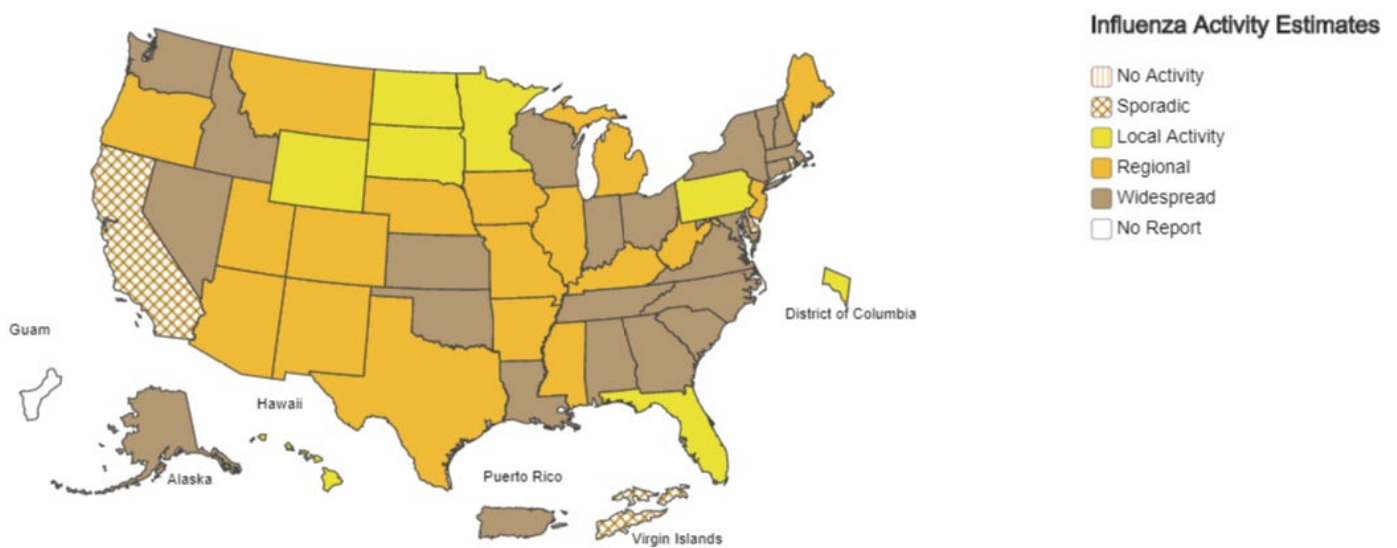 Influenza Activity Estimates
No Activity
Sporadic
Local Activity
Regional
Widespread
No Report
District of Columbia
Guam
Hawaii
Alaska
Puerto Rico
Virgin Islands